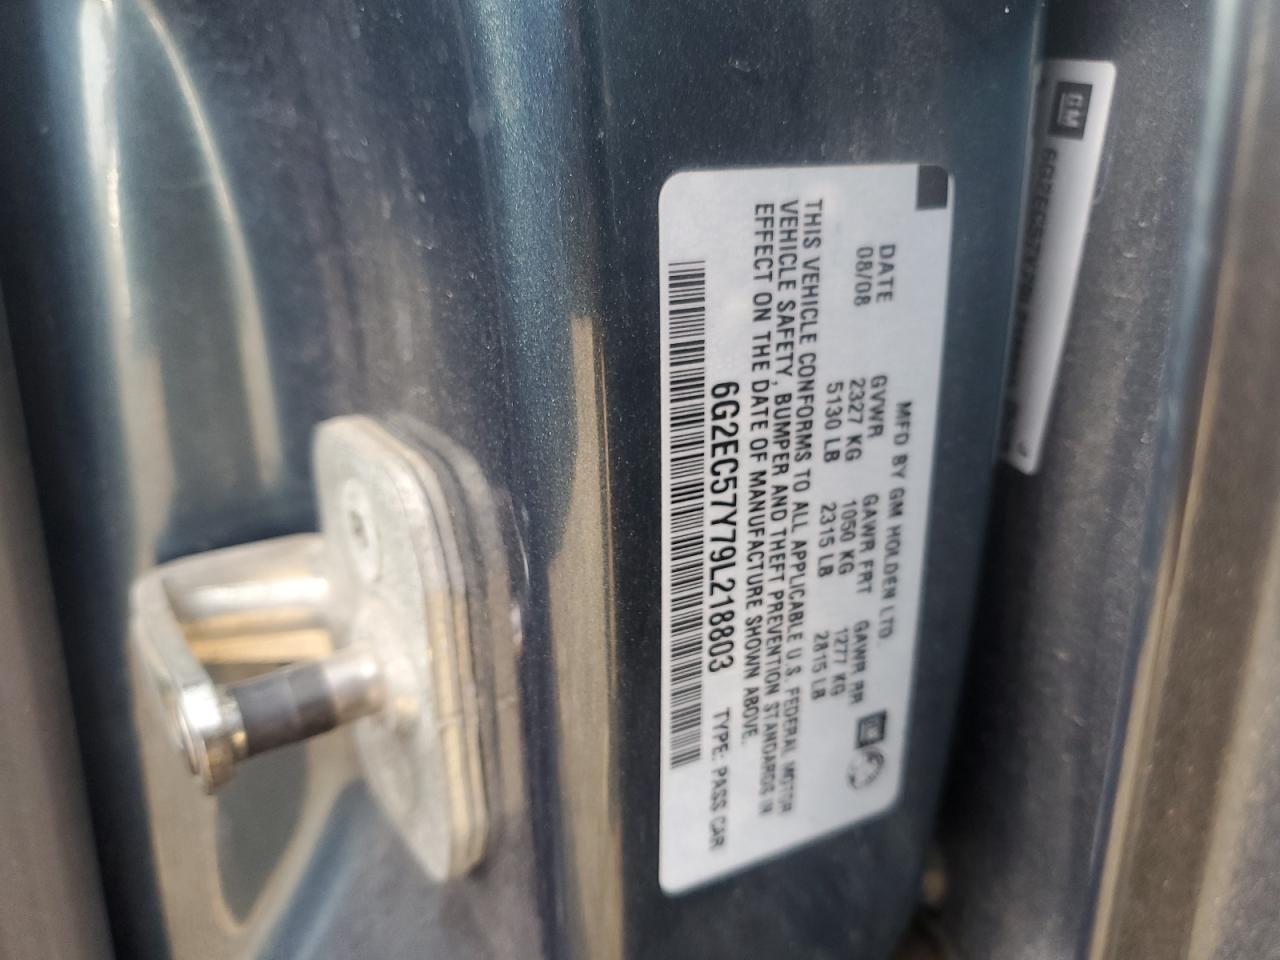 MFD BY GM HOLDEN LTD.
DATE GVWR GAWR FRT GAWR RR
08/08 2327 KG 1050 KG 1277 KG
5130 LB 2315 LB 2815 LB
THIS VEHICLE CONFORMS TO ALL APPLICABLE U.S. FEDERAL MOTOR
VEHICLE SAFETY, BUMPER AND THEFT PREVENTION STANDARDS IN
EFFECT ON THE DATE OF MANUFACTURE SHOWN ABOVE.
6G2EC57Y79L218803 TYPE: PASS CAR
GM
GM